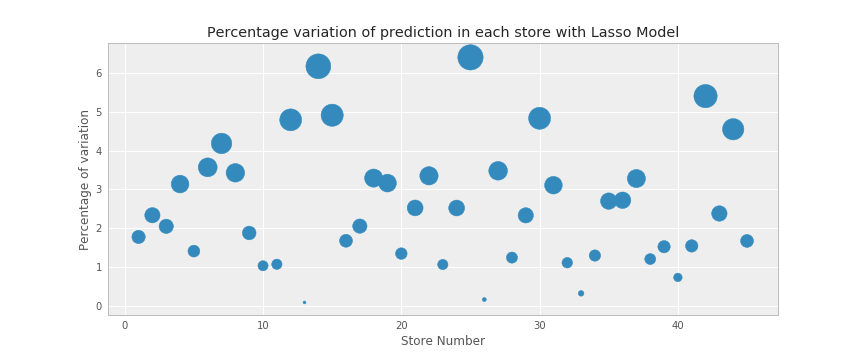 Percentage variation of prediction in each store with Lasso Model
Percentage of variation
6
5
4
3
2
1
0
0 10 20 30 40
Store Number